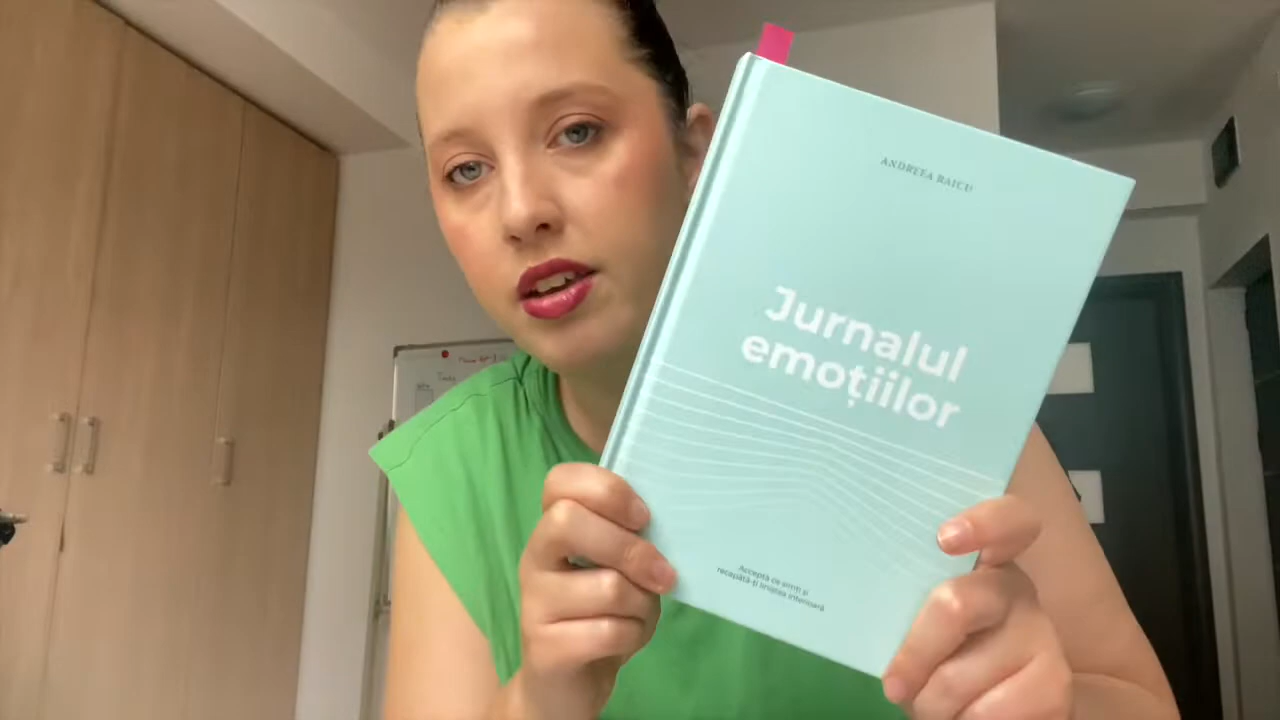 ANDREEA RAICU
Jurnalul
emoțiilor
Acceptă ce simți și
recapătă-ți liniștea interioară